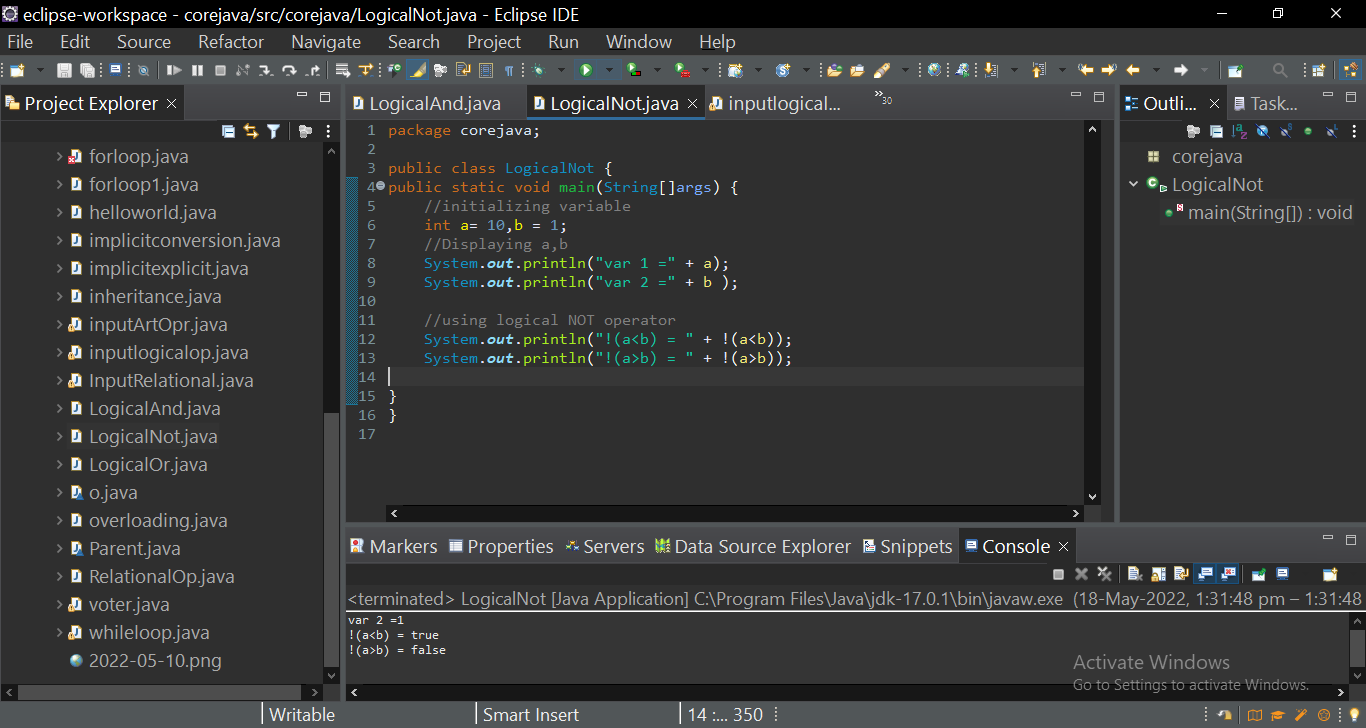 eclipse-workspace - corejava/src/corejava/LogicalNot.java - Eclipse IDE
File Edit Source Refactor Navigate Search Project Run Window Help
Project Explorer
forloop.java
forloop1.java
helloworld.java
implicitconversion.java
implicitexplicit.java
inheritance.java
inputArtOpr.java
inputlogicalop.java
InputRelational.java
LogicalAnd.java
LogicalNot.java
LogicalOr.java
o.java
overloading.java
Parent.java
RelationalOp.java
voter.java
whileloop.java
2022-05-10.png
LogicalAnd.java LogicalNot.java inputlogical... »30
1 package corejava;
2
3 public class LogicalNot {
4 public static void main(String[]args) {
5 //initializing variable
6 int a= 10,b = 1;
7 //Displaying a,b
8 System.out.println("var 1 =" + a);
9 System.out.println("var 2 =" + b );
10
11 //using logical NOT operator
12 System.out.println("!(a<b) = " + !(a<b));
13 System.out.println("!(a>b) = " + !(a>b));
14
15 }
16 }
17
Outli... Task...
corejava
LogicalNot
main(String[]) : void
Markers Properties Servers Data Source Explorer Snippets Console
<terminated> LogicalNot [Java Application] C:\Program Files\Java\jdk-17.0.1\bin\javaw.exe (18-May-2022, 1:31:48 pm – 1:31:48
var 2 =1
!(a<b) = true
!(a>b) = false
Activate Windows
Go to Settings to activate Windows.
Writable Smart Insert 14 :... 350